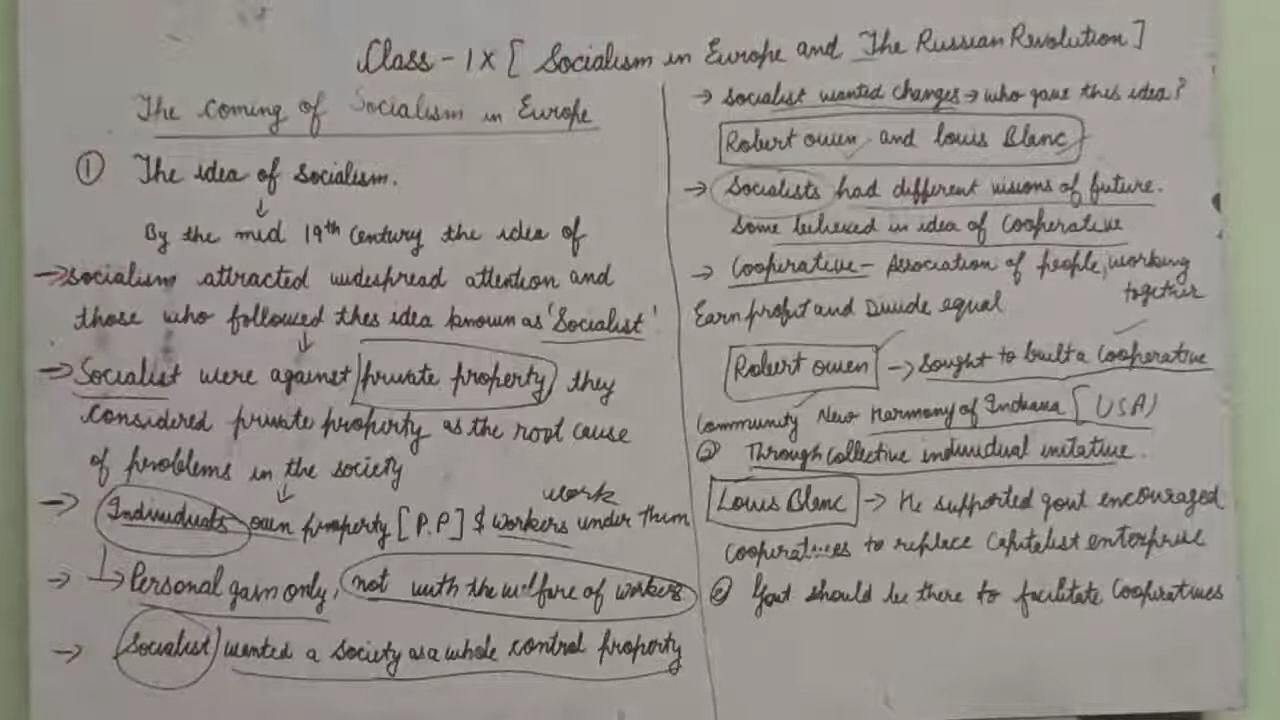 Class - IX [ Socialism in Europe and The Russian Revolution ]
The coming of Socialism in Europe
① The idea of Socialism.
↓
By the mid 19th century the idea of
→ socialism attracted widespread attention and
those who followed thes idea known as 'Socialist'
↓
→ Socialist were against private property, they
considered private property as the root cause
of problems in the society
↓
→ Individuals own property [P.P] & workers work under them
→ ↳ Personal gain only, not with the welfare of workers
→ Socialist wanted a society as a whole control property
→ Socialist wanted changes → who gave this idea?
Robert owen and Louis Blanc
→ Socialists had different visions of future.
Some believed in idea of cooperative
→ Cooperative - Association of people, working together
Earn profit and Divide equal
Robert owen → Sought to built a cooperative
community New Harmony of Indiana [USA)
② Through collective individual initative.
Louis Blanc → He supported govt encouraged
cooperatives to replace capitalist enterprise
② Govt should be there to facilitate cooperatives